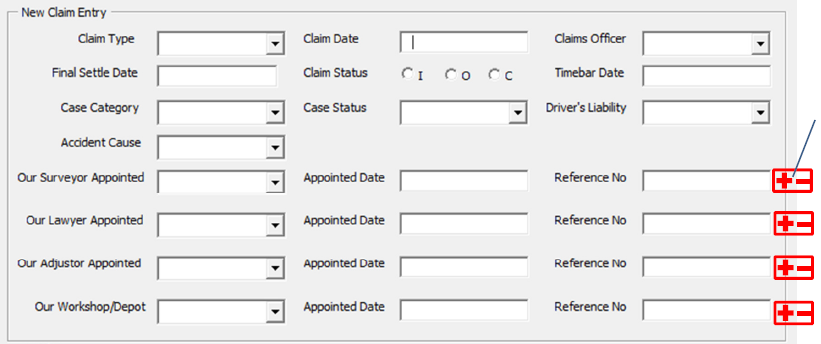 New Claim Entry
Claim Type Claim Date Claims Officer
Final Settle Date Claim Status I O C Timebar Date
Case Category Case Status Driver's Liability
Accident Cause
Our Surveyor Appointed Appointed Date Reference No
Our Lawyer Appointed Appointed Date Reference No
Our Adjustor Appointed Appointed Date Reference No
Our Workshop/Depot Appointed Date Reference No